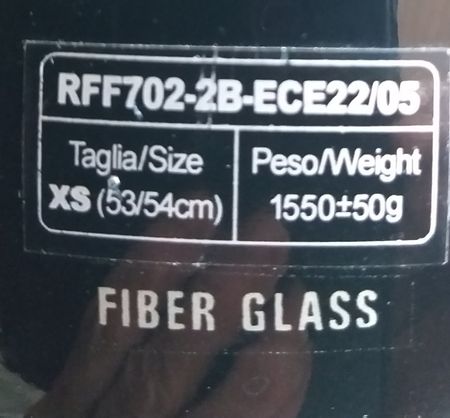 RFF702-2B-ECE22/05
Taglia/Size
XS (53/54cm)
Peso/Weight
1550±50g
FIBER GLASS